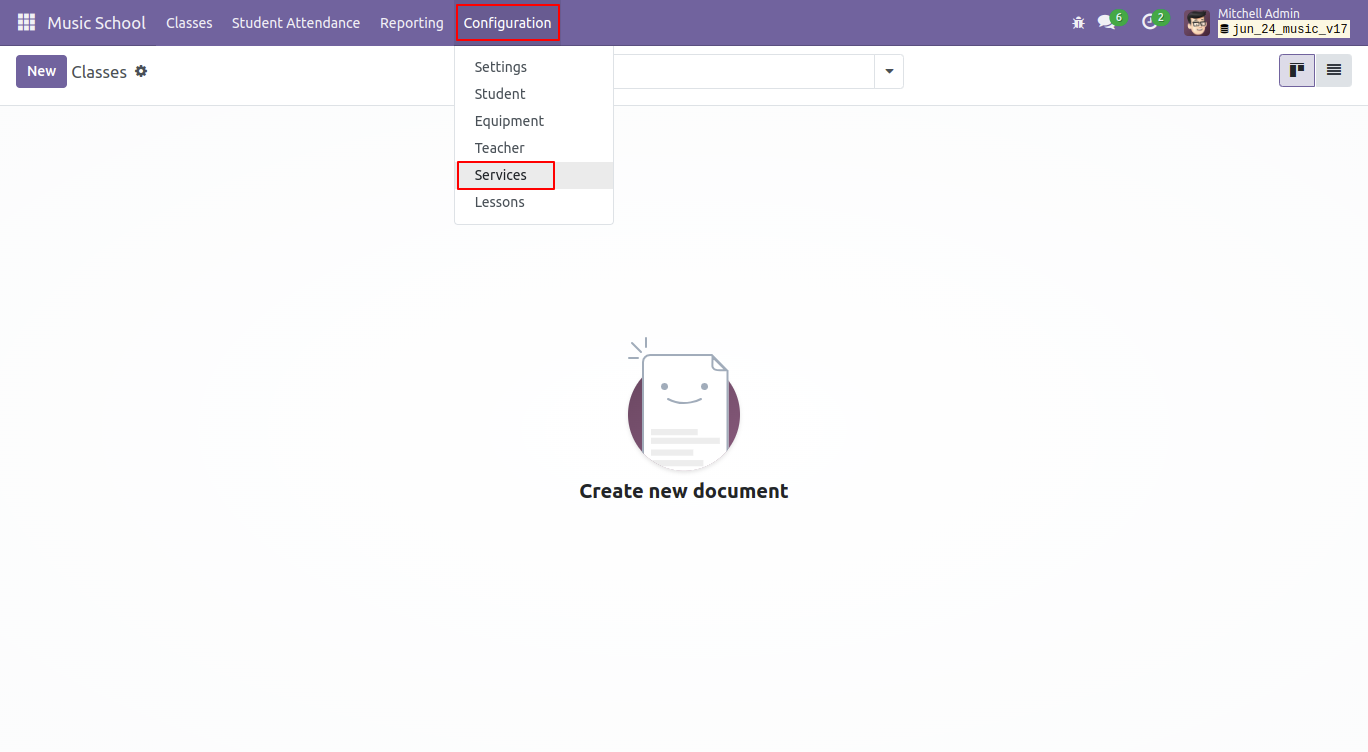 Music School Classes Student Attendance Reporting Configuration 6 2 Mitchell Admin
jun_24_music_v17
New Classes
Settings
Student
Equipment
Teacher
Services
Lessons
Create new document